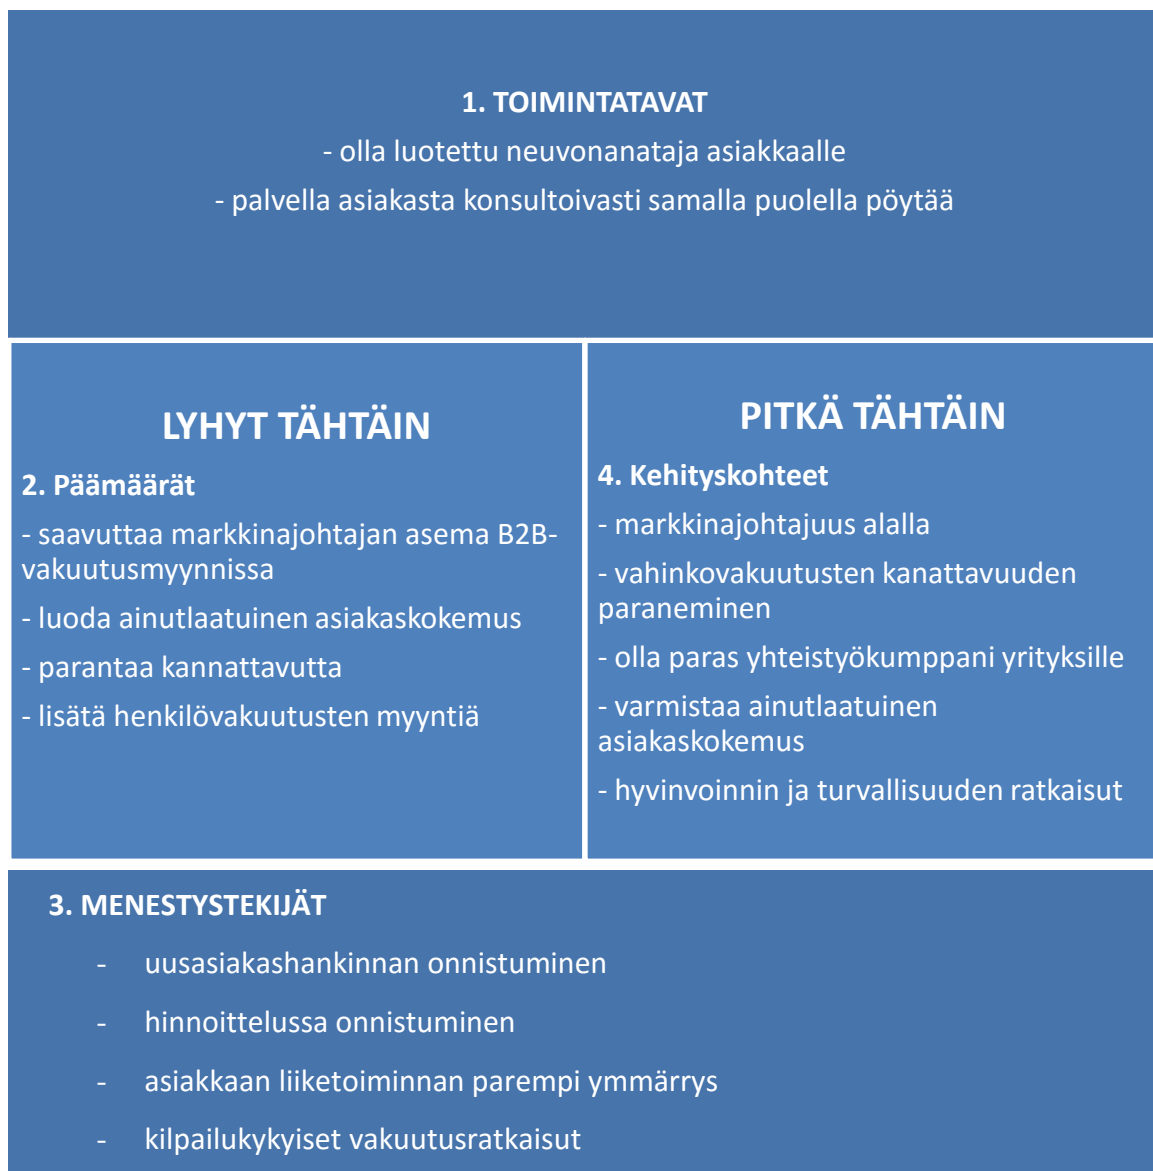 1. TOIMINTATAVAT
- olla luotettu neuvonanataja asiakkaalle
- palvella asiakasta konsultoivasti samalla puolella pöytää
LYHYT TÄHTÄIN
2. Päämäärät
- saavuttaa markkinajohtajan asema B2B-
vakuutusmyynnissa
- luoda ainutlaatuinen asiakaskokemus
- parantaa kannattavutta
- lisätä henkilövakuutusten myyntiä
PITKÄ TÄHTÄIN
4. Kehityskohteet
- markkinajohtajuus alalla
- vahinkovakuutusten kanattavuuden
paraneminen
- olla paras yhteistyökumppani yrityksille
- varmistaa ainutlaatuinen
asiakaskokemus
- hyvinvoinnin ja turvallisuuden ratkaisut
3. MENESTYSTEKIJÄT
- uusasiakashankinnan onnistuminen
- hinnoittelussa onnistuminen
- asiakkaan liiketoiminnan parempi ymmärrys
- kilpailukykyiset vakuutusratkaisut